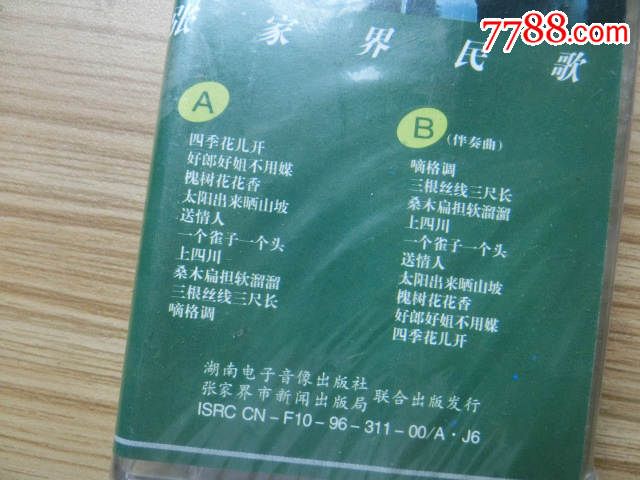 7788.com
张家界民歌
A
四季花儿开
好郎好姐不用媒
槐树花花香
太阳出来晒山坡
送情人
一个雀子一个头
上四川
桑木扁担软溜溜
三根丝线三尺长
嘀格调
B（伴奏曲）
嘀格调
三根丝线三尺长
桑木扁担软溜溜
上四川
一个雀子一个头
送情人
太阳出来晒山坡
槐树花花香
好郎好姐不用媒
四季花儿开
湖南电子音像出版社
张家界市新闻出版局 联合出版发行
ISRC CN-F10-96-311-00/A·J6